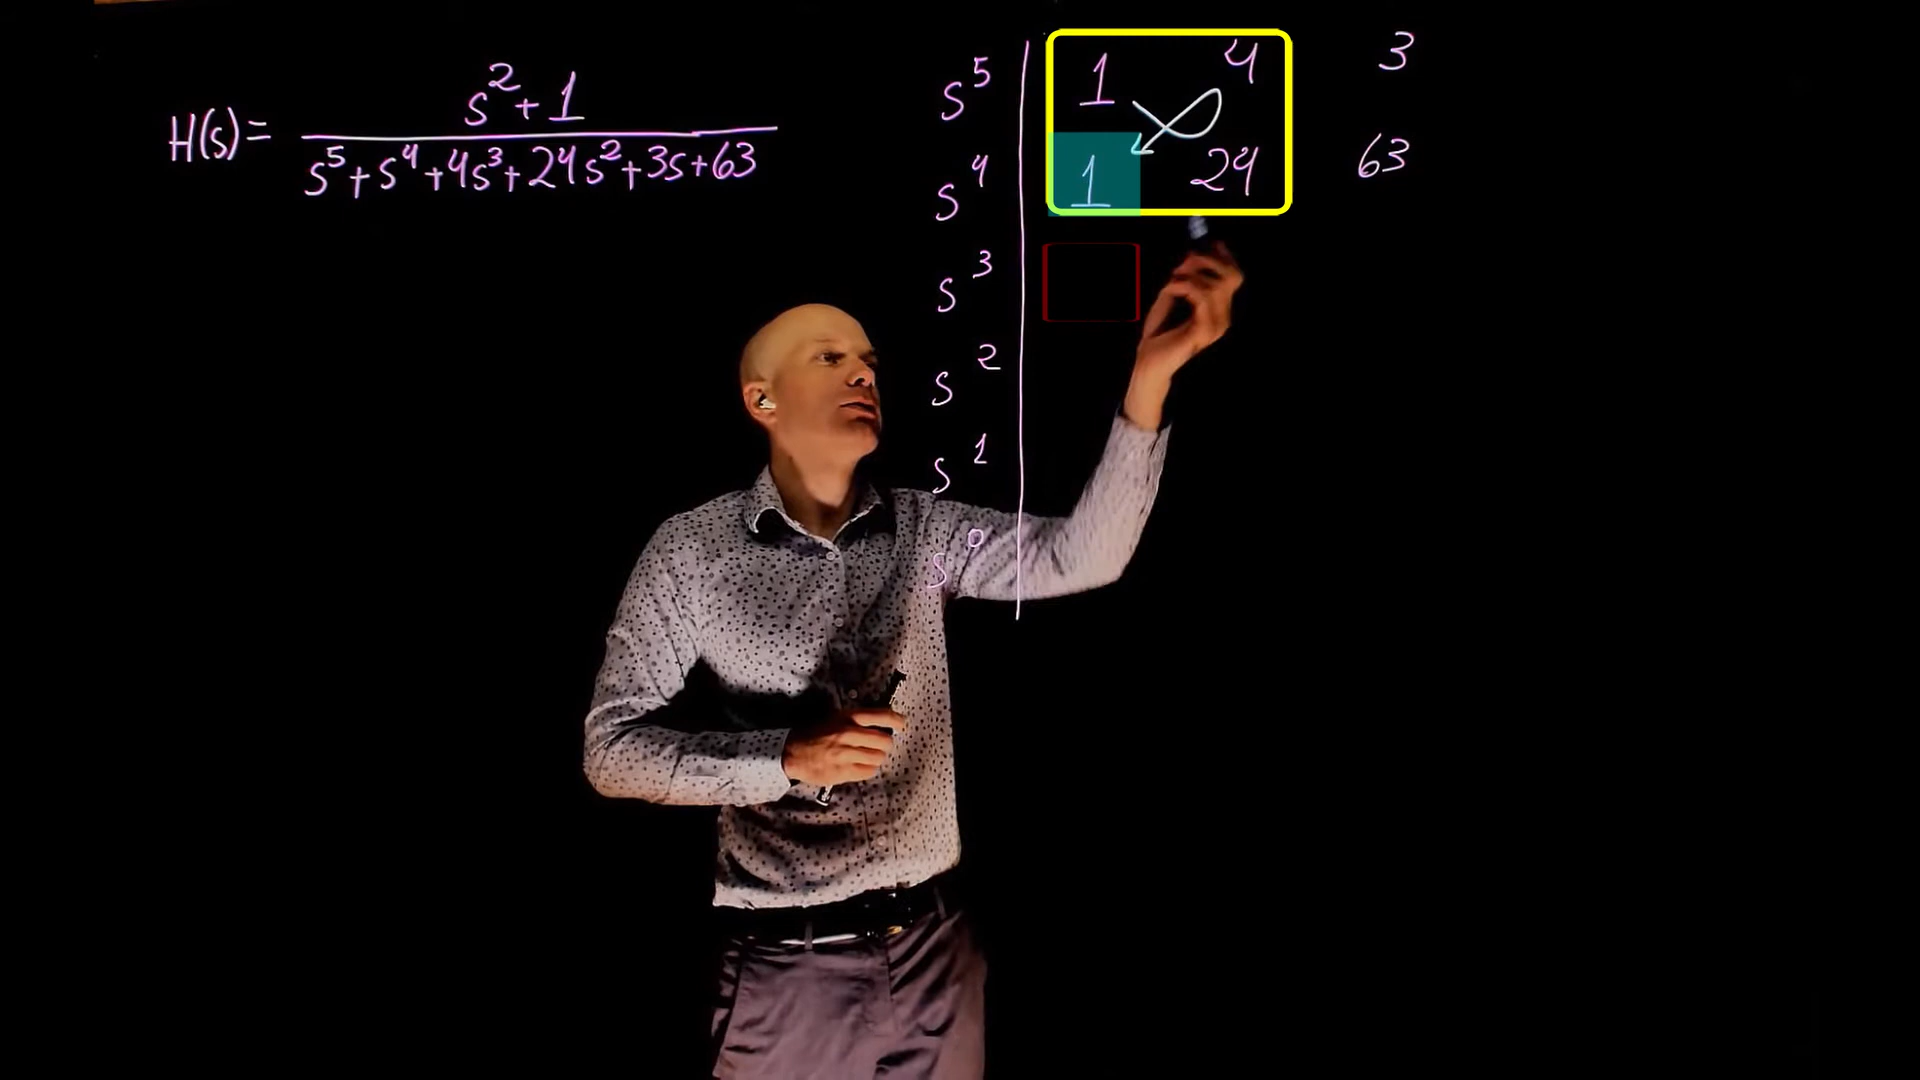 H(s) = (s² + 1) / (s⁵ + s⁴ + 4s³ + 24s² + 3s + 63)
s⁵ | 1 4 3
s⁴ | 1 24 63
s³ |
s² |
s¹ |
s⁰ |